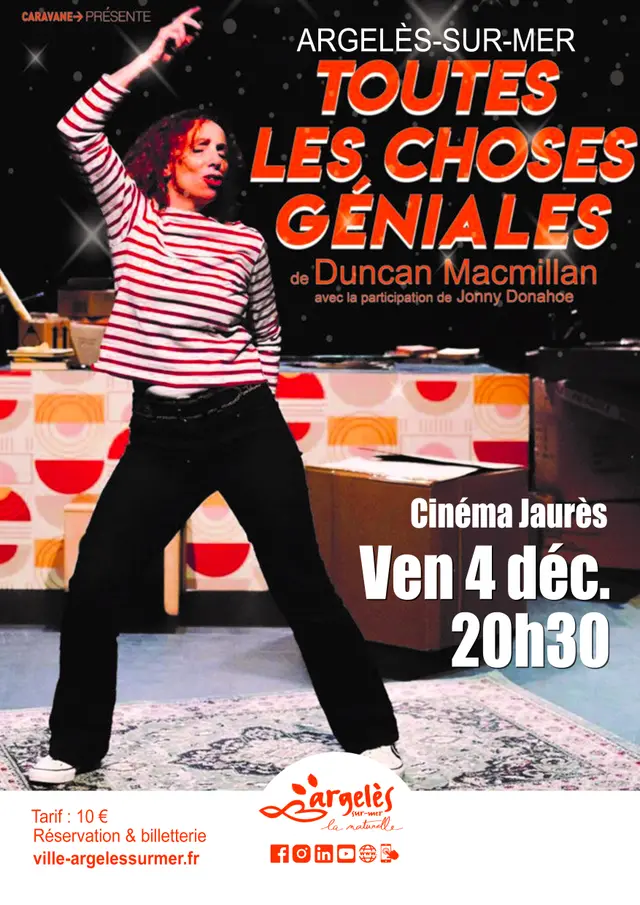 CARAVANE→ PRÉSENTE
ARGELÈS-SUR-MER
TOUTES
LES CHOSES
GÉNIALES
de Duncan Macmillan
avec la participation de Johny Donahoe
Cinéma Jaurès
Ven 4 déc.
20h30
argelès
sur-mer
la naturelle
Tarif : 10 €
Réservation & billetterie
ville-argelessurmer.fr